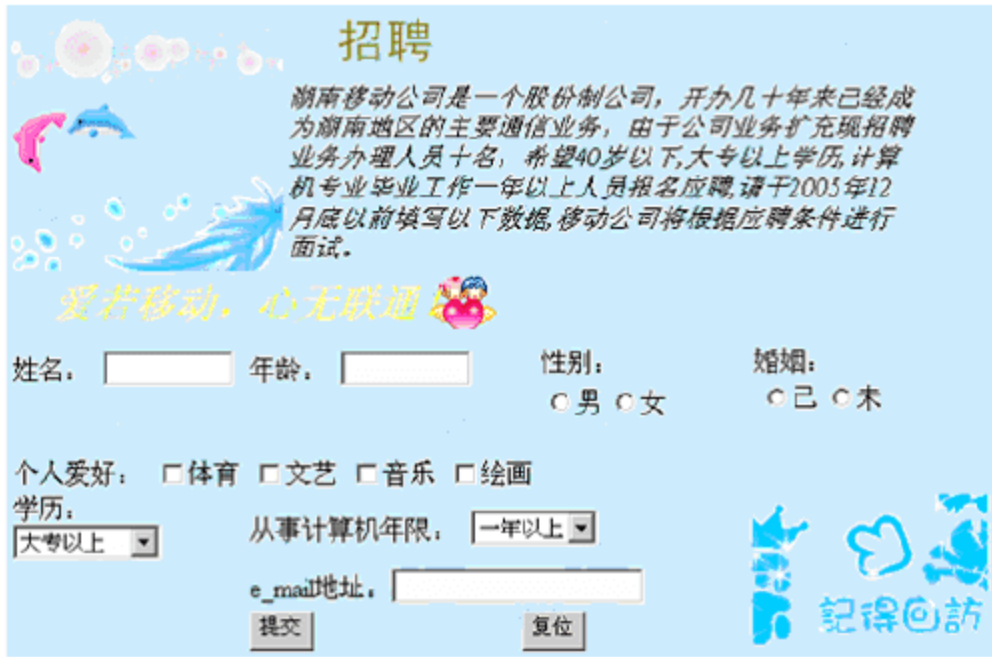 招聘
湖南移动公司是一个股份制公司，开办几十年来已经成
为湖南地区的主要通信业务，由于公司业务扩充现招聘
业务办理人员十名，希望40岁以下,大专以上学历,计算
机专业毕业工作一年以上人员报名应聘,请于2005年12
月底以前填写以下数据,移动公司将根据应聘条件进行
面试。
爱若移动，心无联通！
姓名： 年龄： 性别： 婚姻：
男 女 已 未
个人爱好： 体育 文艺 音乐 绘画
学历：
大专以上 从事计算机年限： 一年以上
e_mail地址：
提交 复位
記得回訪